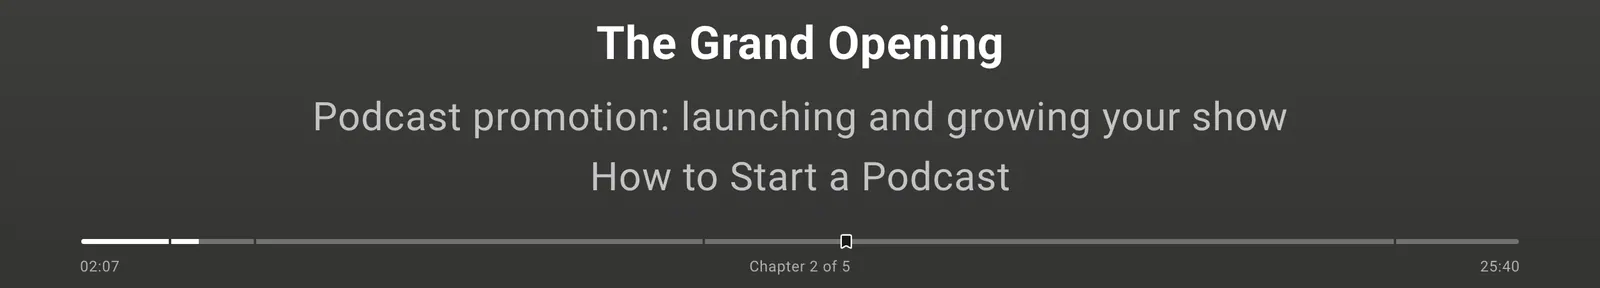 The Grand Opening
Podcast promotion: launching and growing your show
How to Start a Podcast
02:07 Chapter 2 of 5 25:40